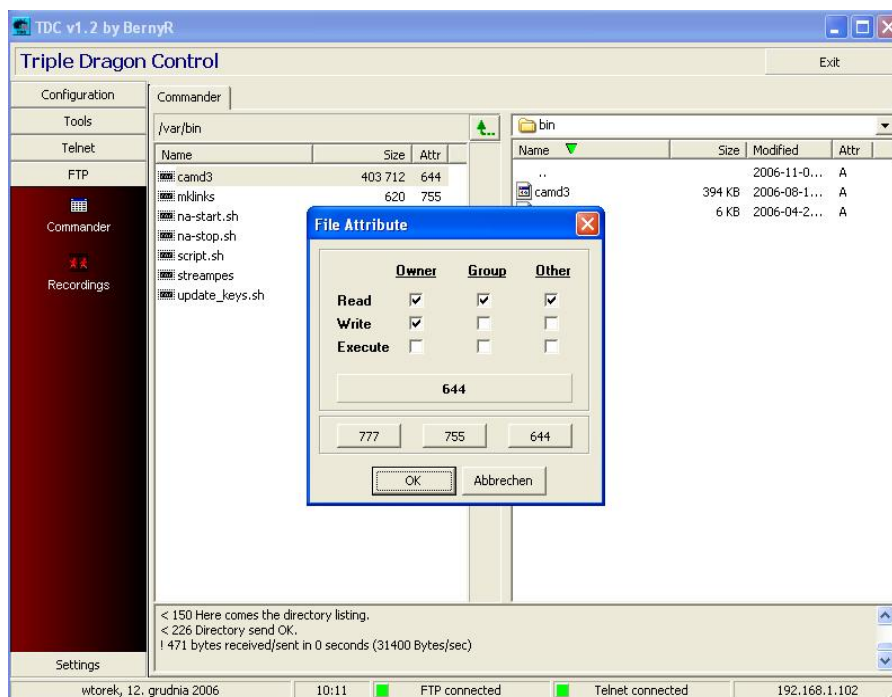 TDC v1.2 by BernyR
Triple Dragon Control
Exit
Configuration
Tools
Telnet
FTP
Commander
Recordings
Settings
Commander
/var/bin
Name Size Attr
camd3 403 712 644
mklinks 620 755
na-start.sh
na-stop.sh
script.sh
streampes
update_keys.sh
bin
Name Size Modified Attr
.. 2006-11-0... A
camd3 394 KB 2006-08-1... A
6 KB 2006-04-2... A
File Attribute
Owner Group Other
Read
Write
Execute
644
777 755 644
OK Abbrechen
< 150 Here comes the directory listing.
< 226 Directory send OK.
! 471 bytes received/sent in 0 seconds (31400 Bytes/sec)
wtorek, 12. grudnia 2006 10:11 FTP connected Telnet connected 192.168.1.102